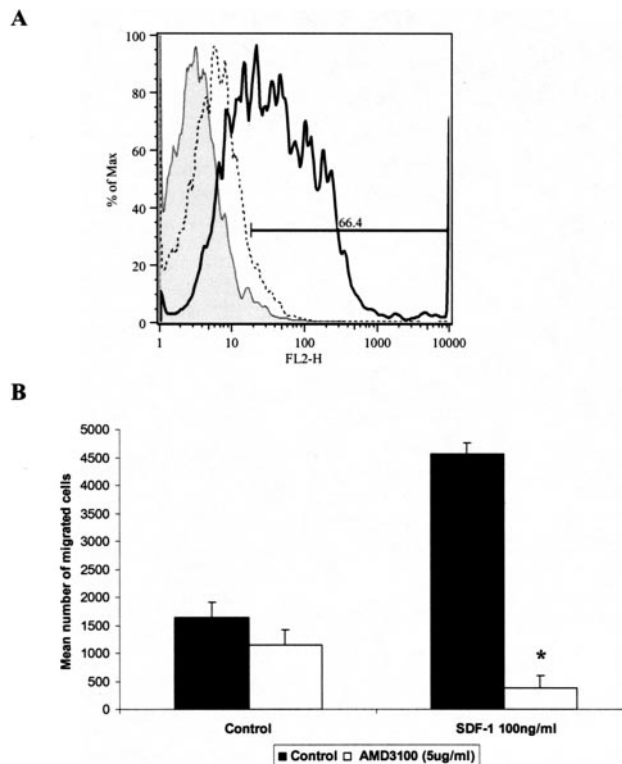 A
% of Max
100
80
60
40
20
0
66.4
1 10 100 1000 10000
FL2-H
B
Mean number of migrated cells
5000
4500
4000
3500
3000
2500
2000
1500
1000
500
0
*
Control SDF-1 100ng/ml
Control AMD3100 (5ug/ml)